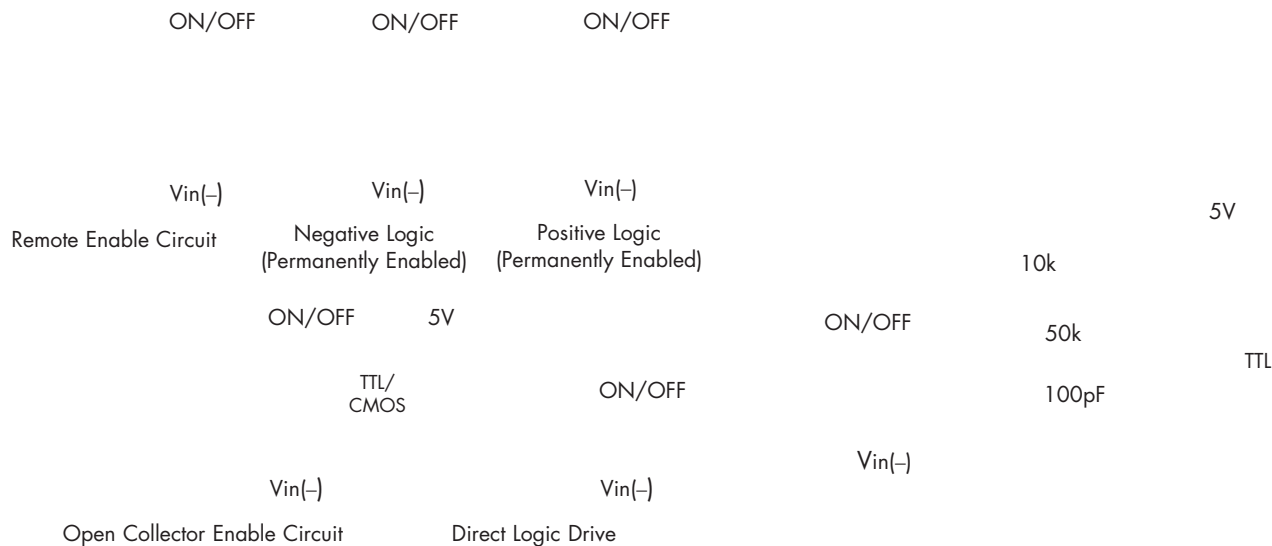 ON/OFF
ON/OFF
ON/OFF
Vin(–)
Vin(–)
Vin(–)
Remote Enable Circuit
Negative Logic
(Permanently Enabled)
Positive Logic
(Permanently Enabled)
ON/OFF
5V
TTL/
CMOS
Vin(–)
Open Collector Enable Circuit
ON/OFF
Vin(–)
Direct Logic Drive
5V
10k
ON/OFF
50k
TTL
100pF
Vin(–)